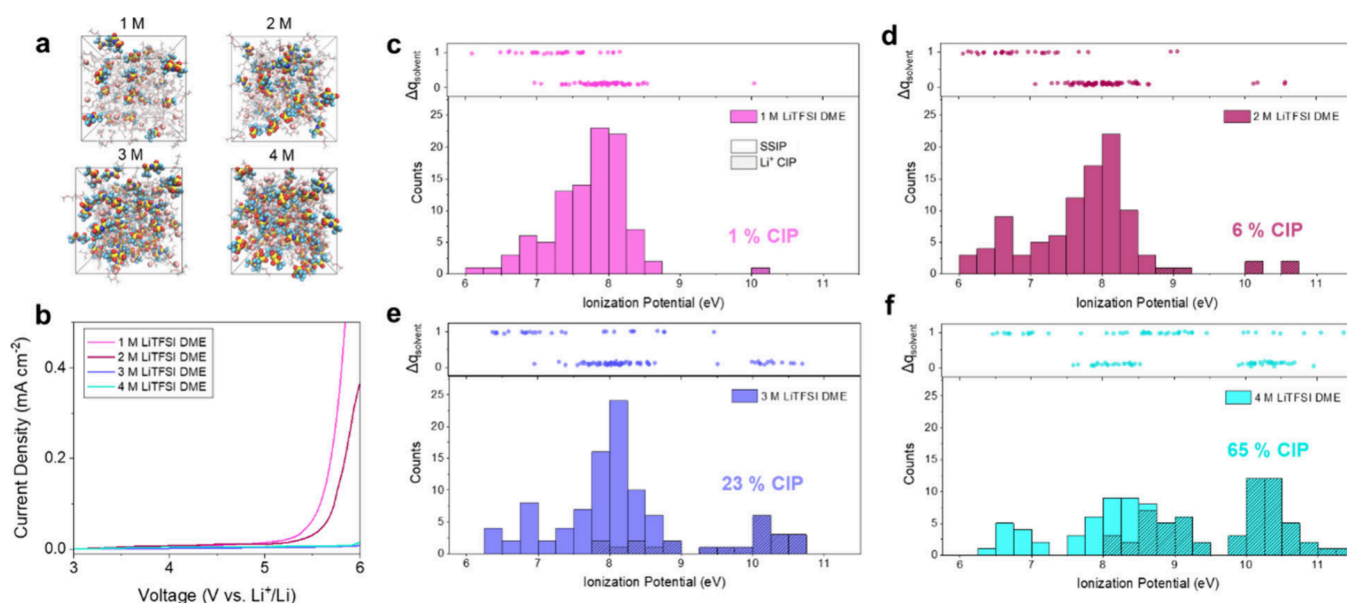 a
1 M
2 M
3 M
4 M
b
1 M LiTFSI DME
2 M LiTFSI DME
3 M LiTFSI DME
4 M LiTFSI DME
Current Density (mA cm⁻²)
0.4
0.2
0.0
3
4
5
6
Voltage (V vs. Li⁺/Li)
c
Δqsolvent
1
0
1 M LiTFSI DME
SSIP
Li⁺ CIP
1 % CIP
Counts
25
20
15
10
5
0
6
7
8
9
10
11
Ionization Potential (eV)
d
Δqsolvent
1
0
2 M LiTFSI DME
6 % CIP
Counts
25
20
15
10
5
0
6
7
8
9
10
11
Ionization Potential (eV)
e
Δqsolvent
1
0
3 M LiTFSI DME
23 % CIP
Counts
25
20
15
10
5
0
6
7
8
9
10
11
Ionization Potential (eV)
f
Δqsolvent
1
0
4 M LiTFSI DME
65 % CIP
Counts
25
20
15
10
5
0
6
7
8
9
10
11
Ionization Potential (eV)